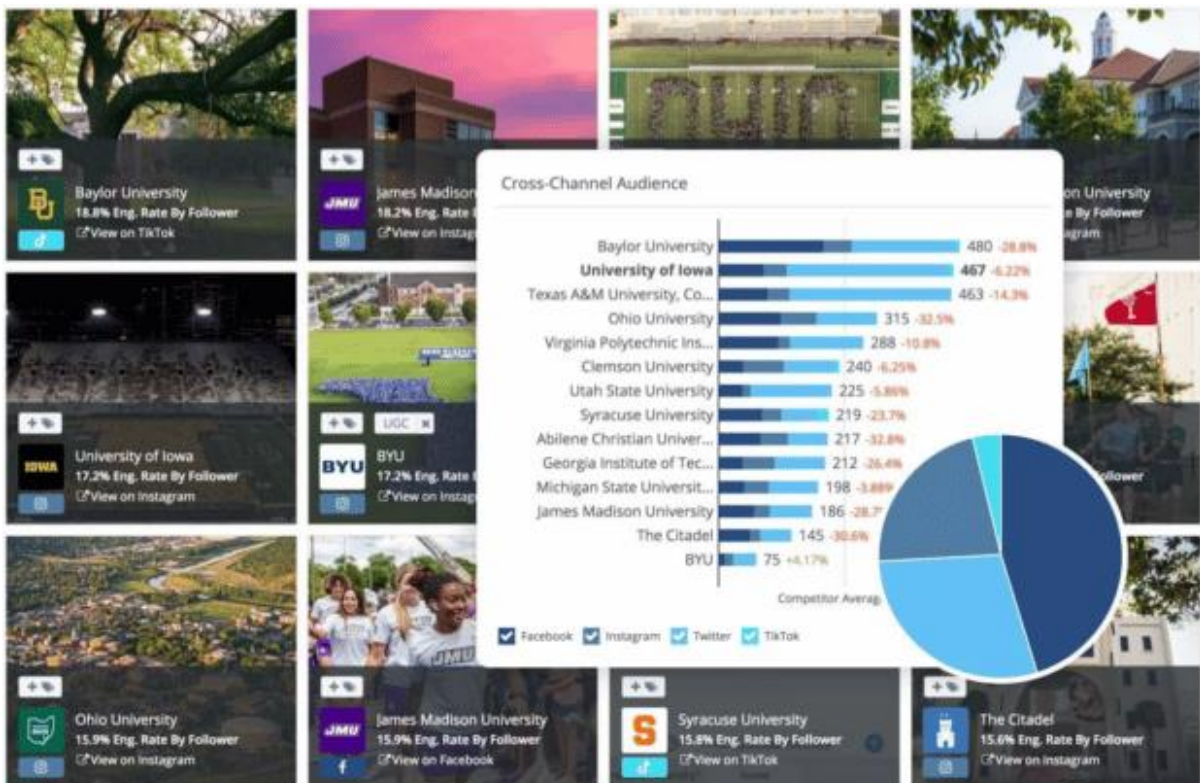 OHIO
BU
Baylor University
18.8% Eng. Rate By Follower
View on TikTok
JMU
James Madison
18.2% Eng. Rate
View on
on University
By Follower
Cross-Channel Audience
Baylor University 480 -28.8%
University of Iowa 467 -6.22%
Texas A&M University, Co... 463 -14.3%
Ohio University 315 -32.5%
Virginia Polytechnic Ins... 288 -10.8%
Clemson University 240 -6.25%
Utah State University 225 -5.86%
Syracuse University 219 -23.7%
Abilene Christian Univer... 217 -32.8%
Georgia Institute of Tec... 212 -26.4%
Michigan State Universit... 198 -3.88%
James Madison University 186 -28.7
The Citadel 145 -30.6%
BYU 75 +4.17%
Competitor
Facebook Instagram Twitter TikTok
IOWA
University of Iowa
17.2% Eng. Rate By Follower
View on Instagram
UGC
BYU
BYU
17.2% Eng. Rate
View on
Ohio University
15.9% Eng. Rate By Follower
View on Instagram
JMU
JMU
James Madison University
15.9% Eng. Rate By Follower
View on Facebook
S
Syracuse University
15.8% Eng. Rate By Follower
View on TikTok
The Citadel
15.6% Eng. Rate By Follower
View on Instagram